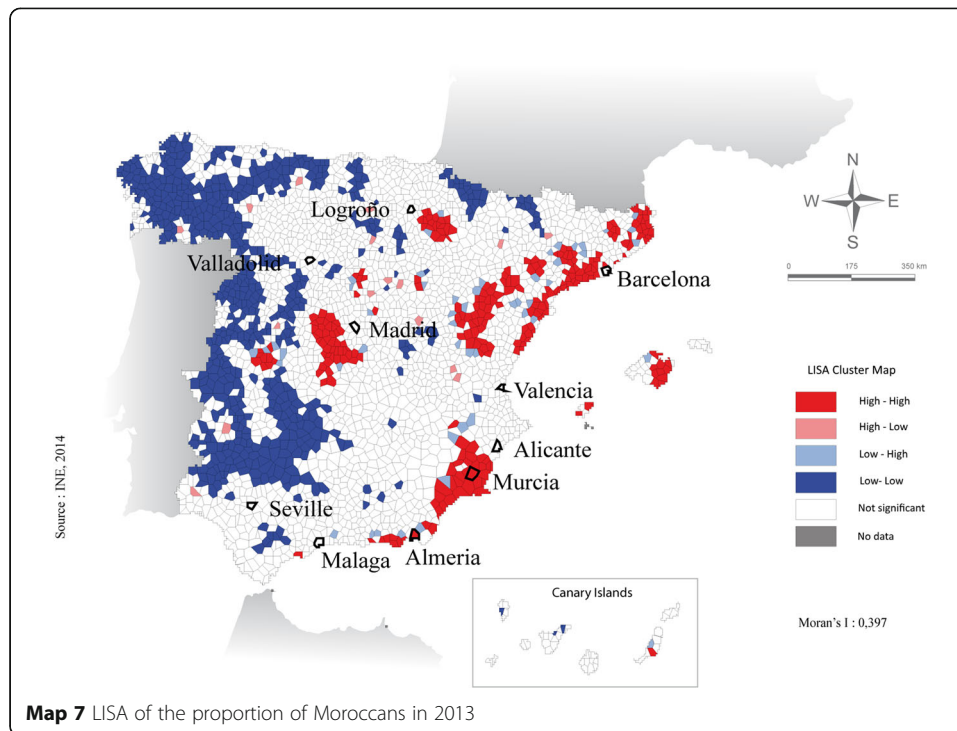 Logroño
Valladolid
Madrid
Barcelona
Valencia
Alicante
Murcia
Seville
Malaga
Almeria
N
W E
S
0 175 350 km
LISA Cluster Map
High - High
High - Low
Low - High
Low- Low
Not significant
No data
Source : INE, 2014
Canary Islands
Moran's I : 0,397
Map 7 LISA of the proportion of Moroccans in 2013